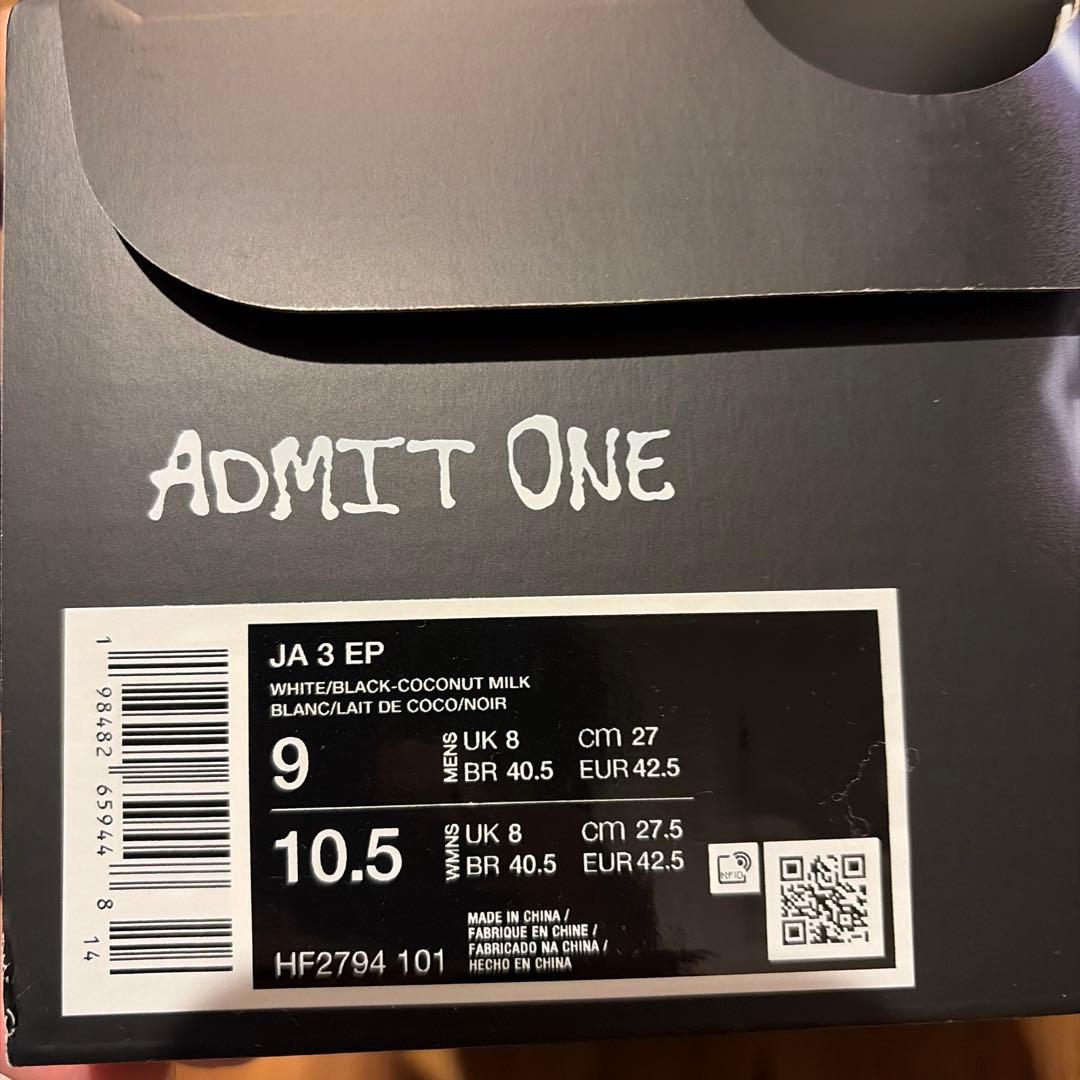 ADMIT ONE
JA 3 EP
WHITE/BLACK-COCONUT MILK
BLANC/LAIT DE COCO/NOIR
9 MENS UK 8 CM 27
BR 40.5 EUR 42.5
10.5 WMNS UK 8 CM 27.5
BR 40.5 EUR 42.5
RFID
MADE IN CHINA /
FABRIQUE EN CHINE /
FABRICADO NA CHINA /
HECHO EN CHINA
HF2794 101
1 98482 65944 8 14